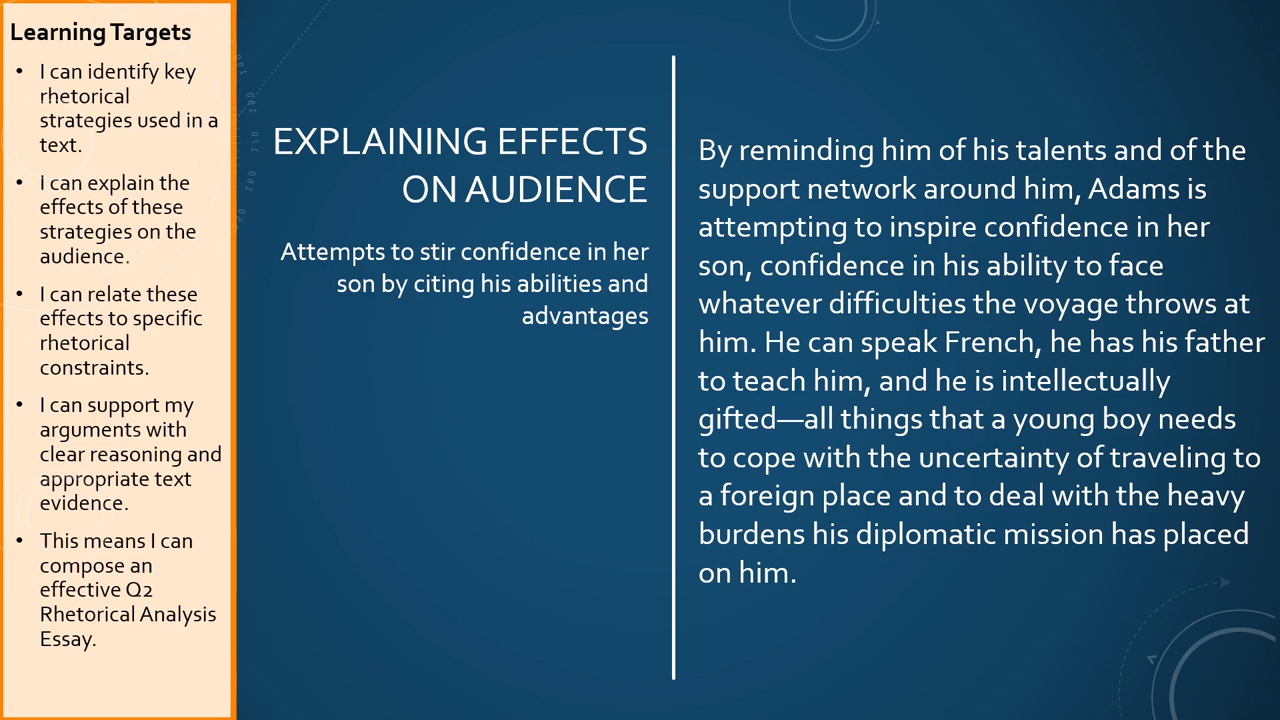 Learning Targets
• I can identify key
rhetorical
strategies used in a
text.
• I can explain the
effects of these
strategies on the
audience.
• I can relate these
effects to specific
rhetorical
constraints.
• I can support my
arguments with
clear reasoning and
appropriate text
evidence.
• This means I can
compose an
effective Q2
Rhetorical Analysis
Essay.
EXPLAINING EFFECTS
ON AUDIENCE
Attempts to stir confidence in her
son by citing his abilities and
advantages
By reminding him of his talents and of the
support network around him, Adams is
attempting to inspire confidence in her
son, confidence in his ability to face
whatever difficulties the voyage throws at
him. He can speak French, he has his father
to teach him, and he is intellectually
gifted—all things that a young boy needs
to cope with the uncertainty of traveling to
a foreign place and to deal with the heavy
burdens his diplomatic mission has placed
on him.